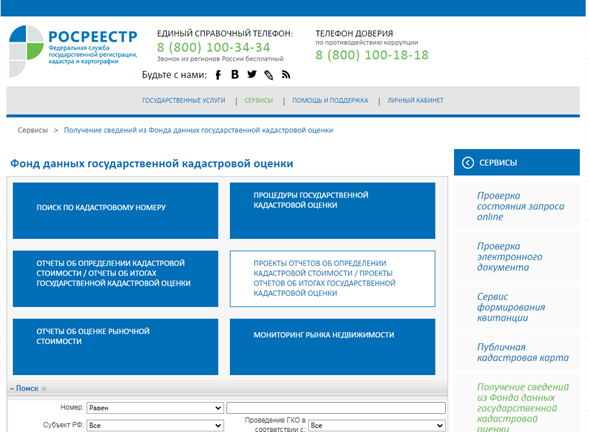 РОСРЕЕСТР
Федеральная служба
государственной регистрации,
кадастра и картографии
ЕДИНЫЙ СПРАВОЧНЫЙ ТЕЛЕФОН:
8 (800) 100-34-34
Звонок из регионов России бесплатный
ТЕЛЕФОН ДОВЕРИЯ
по противодействию коррупции
8 (800) 100-18-18
Будьте с нами:
ГОСУДАРСТВЕННЫЕ УСЛУГИ | СЕРВИСЫ | ПОМОЩЬ И ПОДДЕРЖКА | ЛИЧНЫЙ КАБИНЕТ
Сервисы > Получение сведений из Фонда данных государственной кадастровой оценки
Фонд данных государственной кадастровой оценки
ПОИСК ПО КАДАСТРОВОМУ НОМЕРУ
ПРОЦЕДУРЫ ГОСУДАРСТВЕННОЙ
КАДАСТРОВОЙ ОЦЕНКИ
ОТЧЕТЫ ОБ ОПРЕДЕЛЕНИИ КАДАСТРОВОЙ
СТОИМОСТИ / ОТЧЕТЫ ОБ ИТОГАХ
ГОСУДАРСТВЕННОЙ КАДАСТРОВОЙ ОЦЕНКИ
ПРОЕКТЫ ОТЧЕТОВ ОБ ОПРЕДЕЛЕНИИ
КАДАСТРОВОЙ СТОИМОСТИ / ПРОЕКТЫ
ОТЧЕТОВ ОБ ИТОГАХ ГОСУДАРСТВЕННОЙ
КАДАСТРОВОЙ ОЦЕНКИ
ОТЧЕТЫ ОБ ОЦЕНКЕ РЫНОЧНОЙ
СТОИМОСТИ
МОНИТОРИНГ РЫНКА НЕДВИЖИМОСТИ
Поиск
Номер: Равен
Субъект РФ: Все
Проведение ГКО в
соответствии с: Все
СЕРВИСЫ
Проверка
состояния запроса
online
Проверка
электронного
документа
Сервис
формирования
квитанции
Публичная
кадастровая карта
Получение сведений
из Фонда данных
государственной
кадастровой
оценки